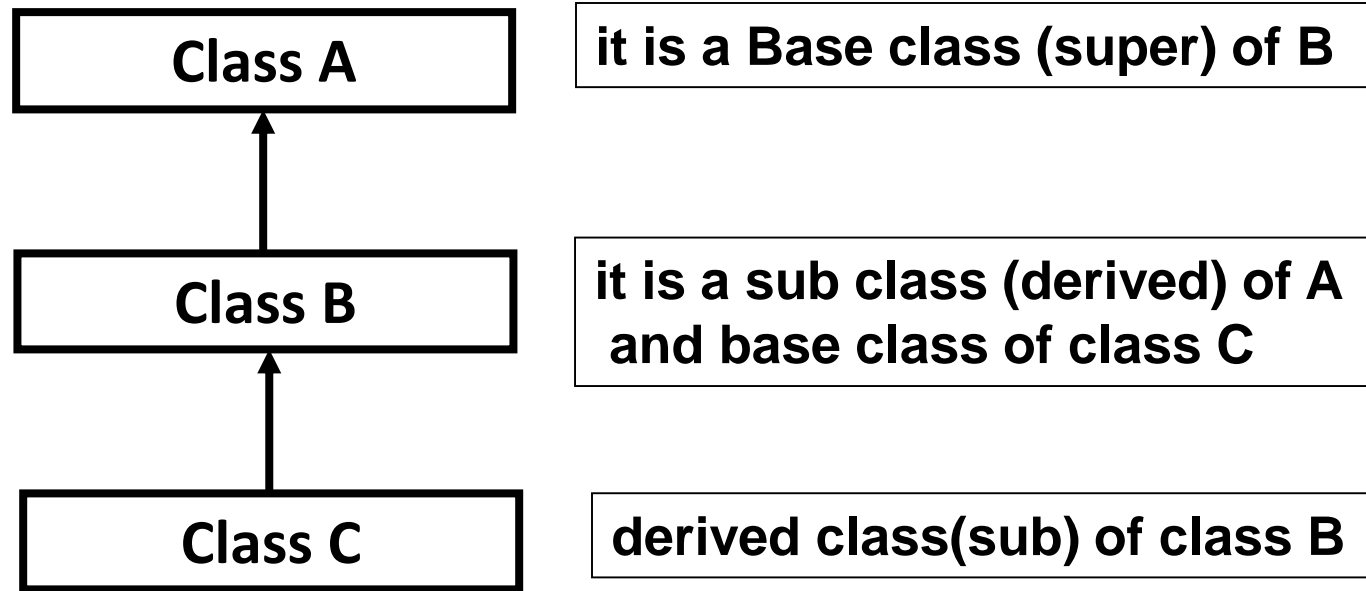 Class A
it is a Base class (super) of B
Class B
it is a sub class (derived) of A
and base class of class C
Class C
derived class(sub) of class B